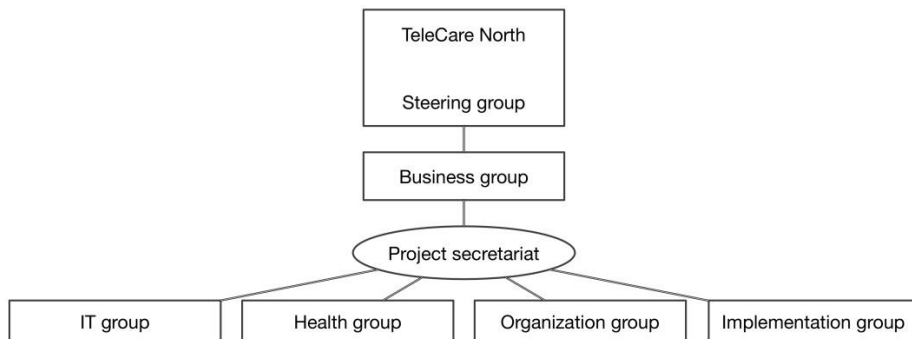 TeleCare North
Steering group
Business group
Project secretariat
IT group
Health group
Organization group
Implementation group